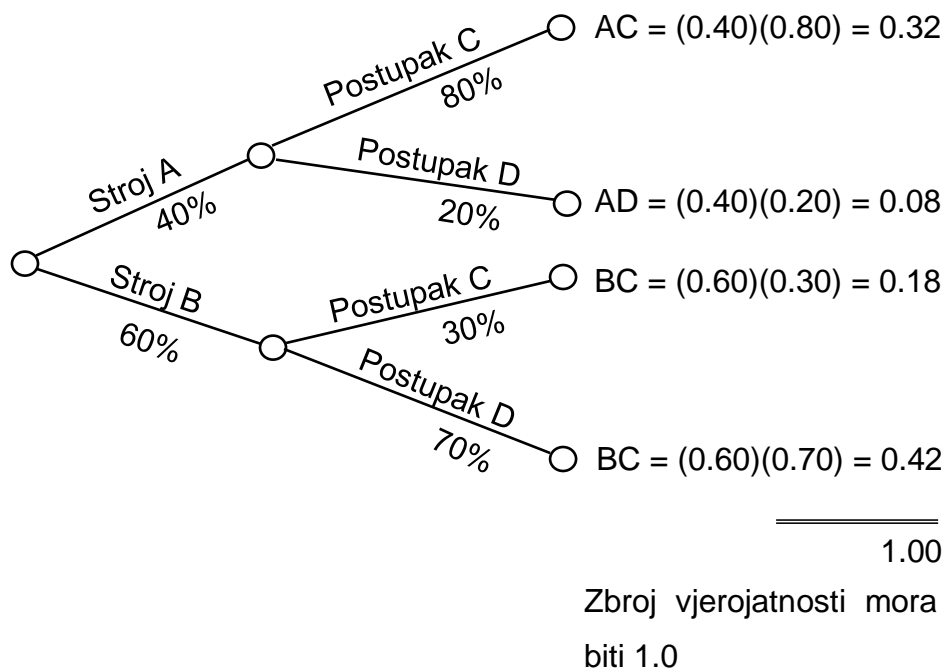 Postupak C
80%
AC = (0.40)(0.80) = 0.32
Stroj A
40%
Postupak D
20%
AD = (0.40)(0.20) = 0.08
Stroj B
60%
Postupak C
30%
BC = (0.60)(0.30) = 0.18
Postupak D
70%
BC = (0.60)(0.70) = 0.42
1.00
Zbroj vjerojatnosti mora
biti 1.0